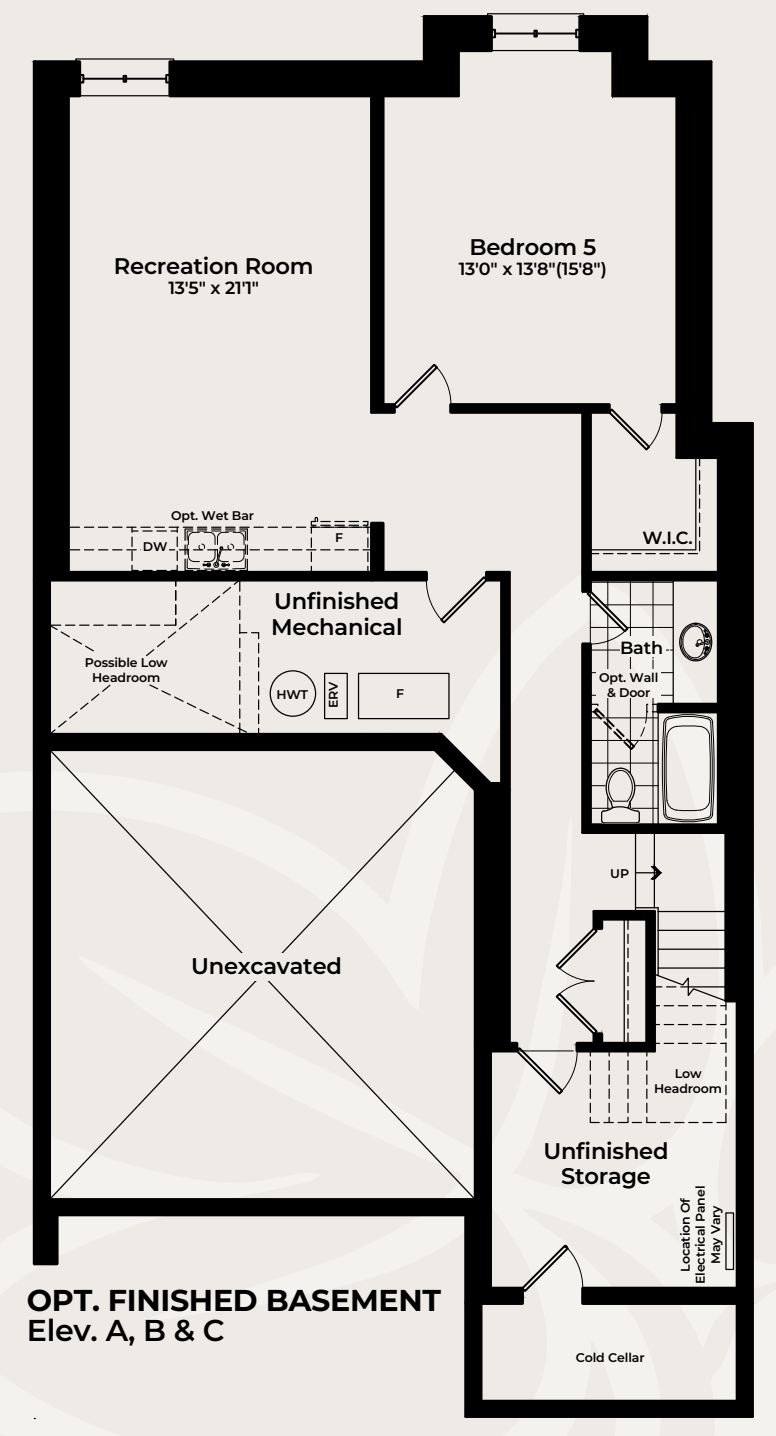 Bedroom 5
13'0" x 13'8"(15'8")
Recreation Room
13'5" x 21'1"
Opt. Wet Bar
DW
F
W.I.C.
Unfinished
Mechanical
Possible Low
Headroom
HWT
ERV
F
Bath
Opt. Wall
& Door
UP
Unexcavated
Low
Headroom
Unfinished
Storage
Location Of
Electrical Panel
May Vary
OPT. FINISHED BASEMENT
Elev. A, B & C
Cold Cellar